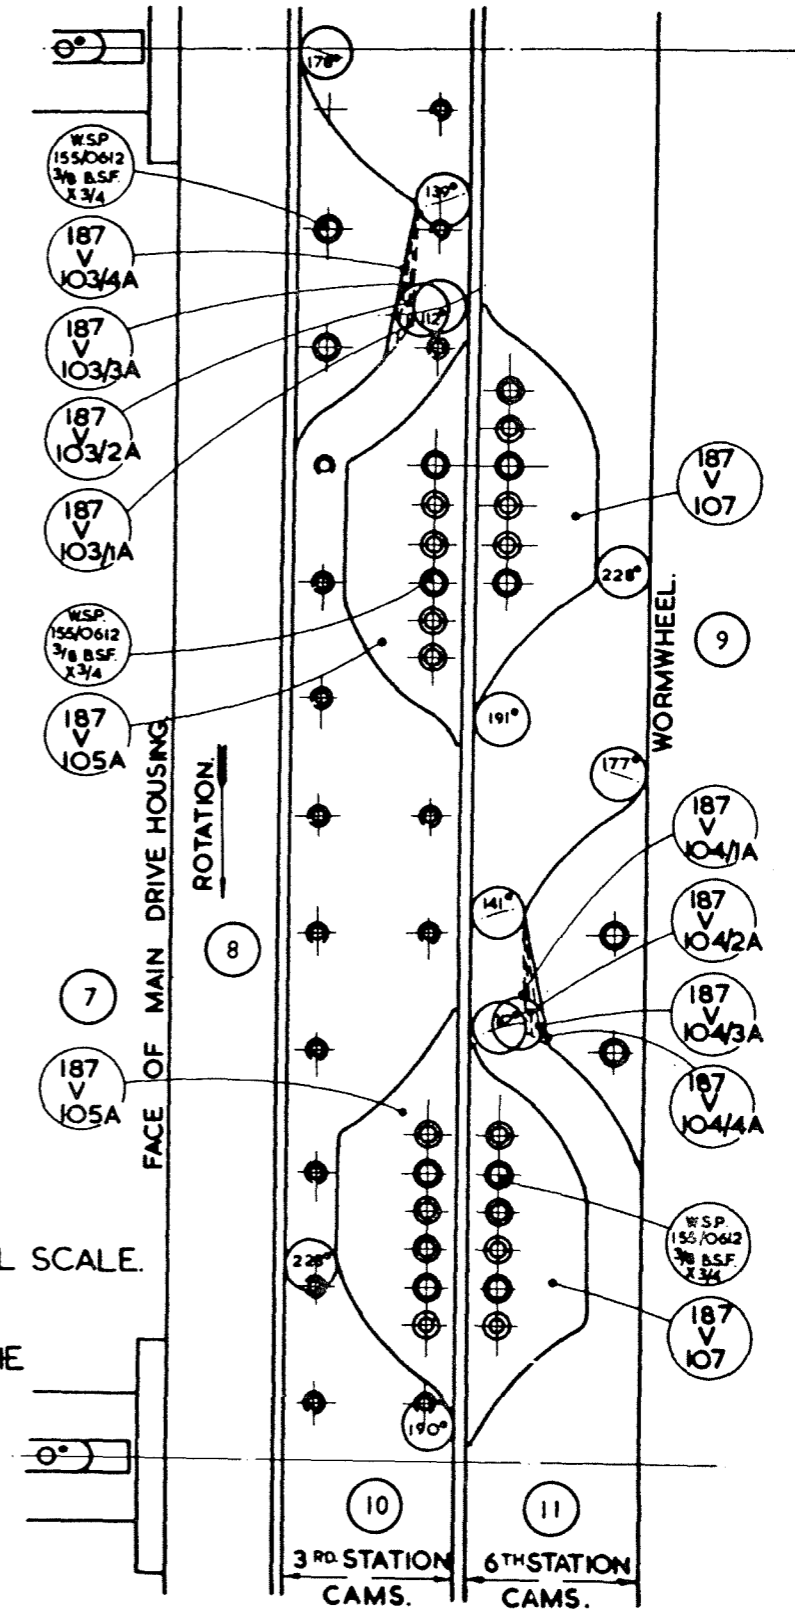 0°
176°
139°
112°
W.S.P.
155/0612
3/8 B.S.F.
X 3/4
187
V
103/4A
187
V
103/3A
187
V
103/2A
187
V
103/1A
W.S.P.
155/0612
3/8 B.S.F.
X 3/4
187
V
105A
187
V
107
228°
WORMWHEEL.
9
191°
177°
FACE OF MAIN DRIVE HOUSING
ROTATION.
8
7
141°
187
V
104/1A
187
V
104/2A
187
V
104/3A
187
V
104/4A
187
V
105A
W.S.P.
155/0612
3/8 B.S.F.
X 3/4
187
V
107
L SCALE.
HE
190°
0°
10
11
3RD. STATION
CAMS.
6TH STATION
CAMS.